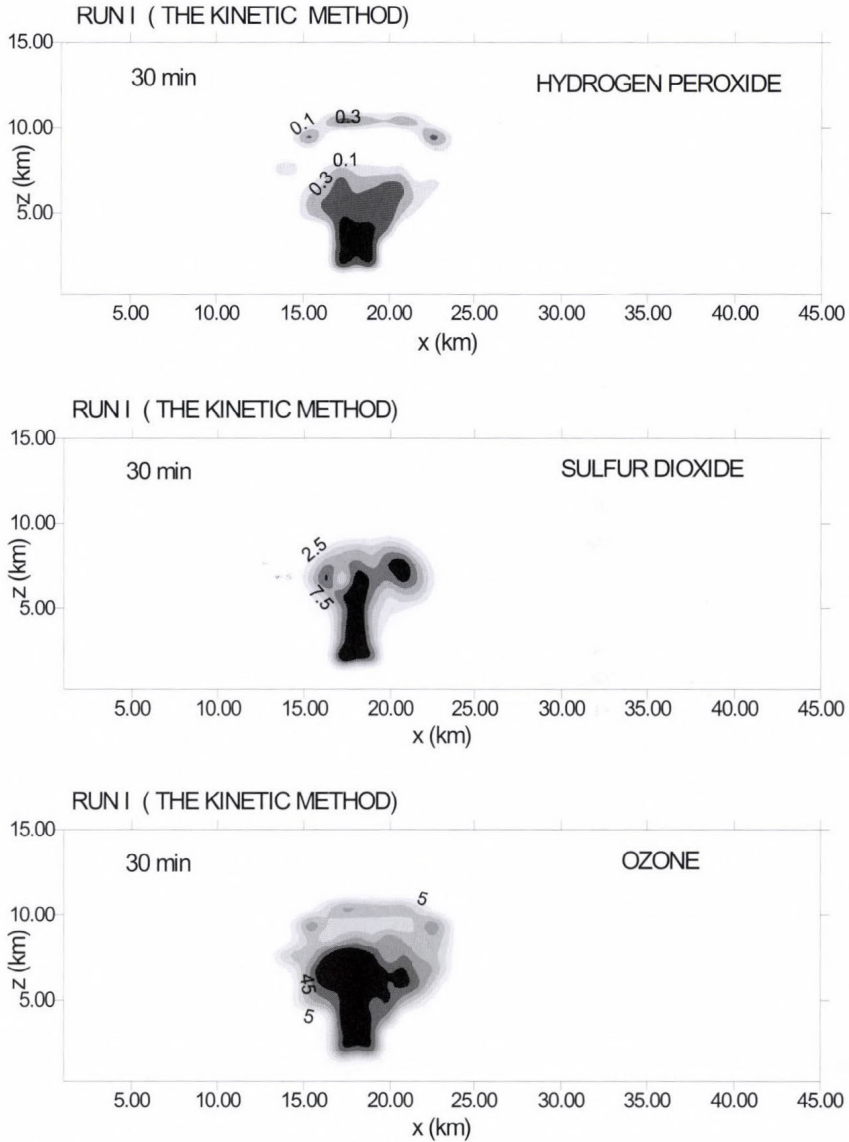 RUN I ( THE KINETIC METHOD)
15.00
30 min
HYDROGEN PEROXIDE
0.1
0.3
10.00
0.1
0.3
z (km)
5.00
5.00 10.00 15.00 20.00 25.00 30.00 35.00 40.00 45.00
x (km)
RUN I ( THE KINETIC METHOD)
15.00
30 min
SULFUR DIOXIDE
10.00
2.5
7.5
z (km)
5.00
5.00 10.00 15.00 20.00 25.00 30.00 35.00 40.00 45.00
x (km)
RUN I ( THE KINETIC METHOD)
15.00
30 min
OZONE
5
10.00
45
z (km)
5.00
5
5.00 10.00 15.00 20.00 25.00 30.00 35.00 40.00 45.00
x (km)